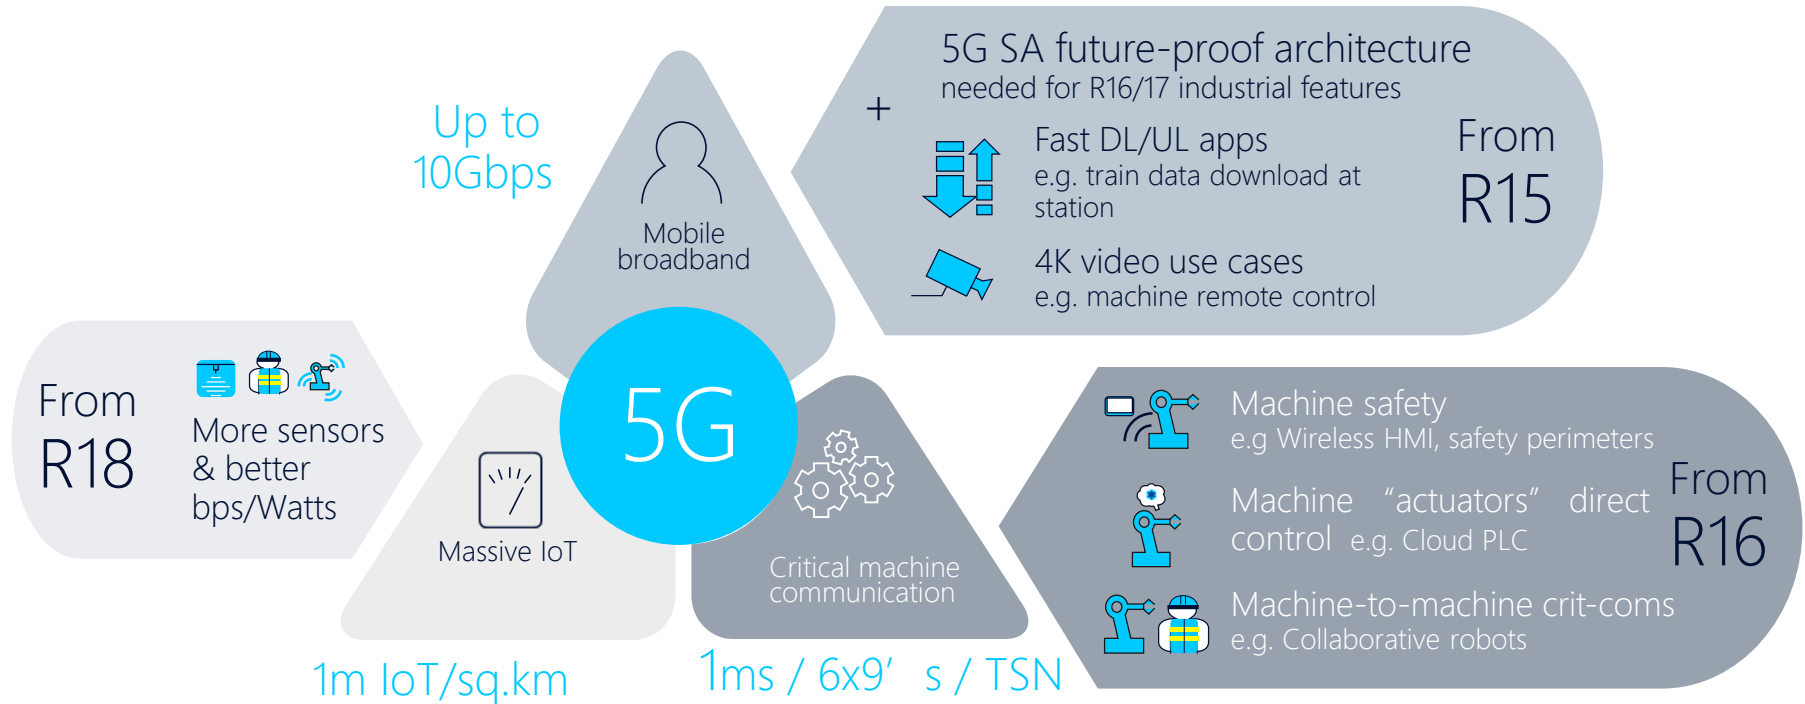 5G SA future-proof architecture
needed for R16/17 industrial features
+
Fast DL/UL apps
e.g. train data download at
station
4K video use cases
e.g. machine remote control
From
R15
Up to
10Gbps
Mobile
broadband
5G
From
R18
More sensors
& better
bps/Watts
Massive IoT
1m IoT/sq.km
Critical machine
communication
1ms / 6x9’ s / TSN
Machine safety
e.g Wireless HMI, safety perimeters
Machine “actuators” direct
control e.g. Cloud PLC
Machine-to-machine crit-coms
e.g. Collaborative robots
From
R16